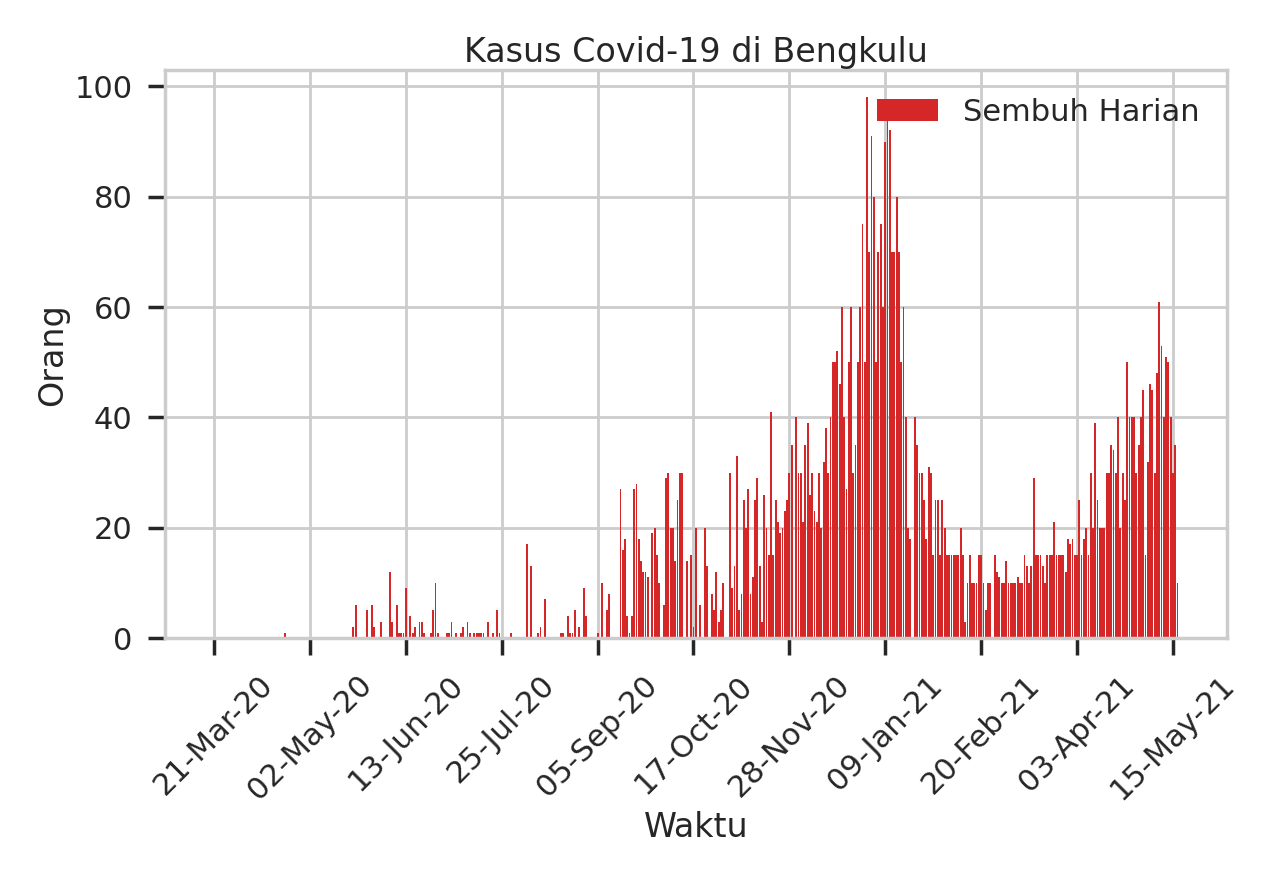 Kasus Covid-19 di Bengkulu
Sembuh Harian
Orang
100
80
60
40
20
0
21-Mar-20
02-May-20
13-Jun-20
25-Jul-20
05-Sep-20
17-Oct-20
28-Nov-20
09-Jan-21
20-Feb-21
03-Apr-21
15-May-21
Waktu